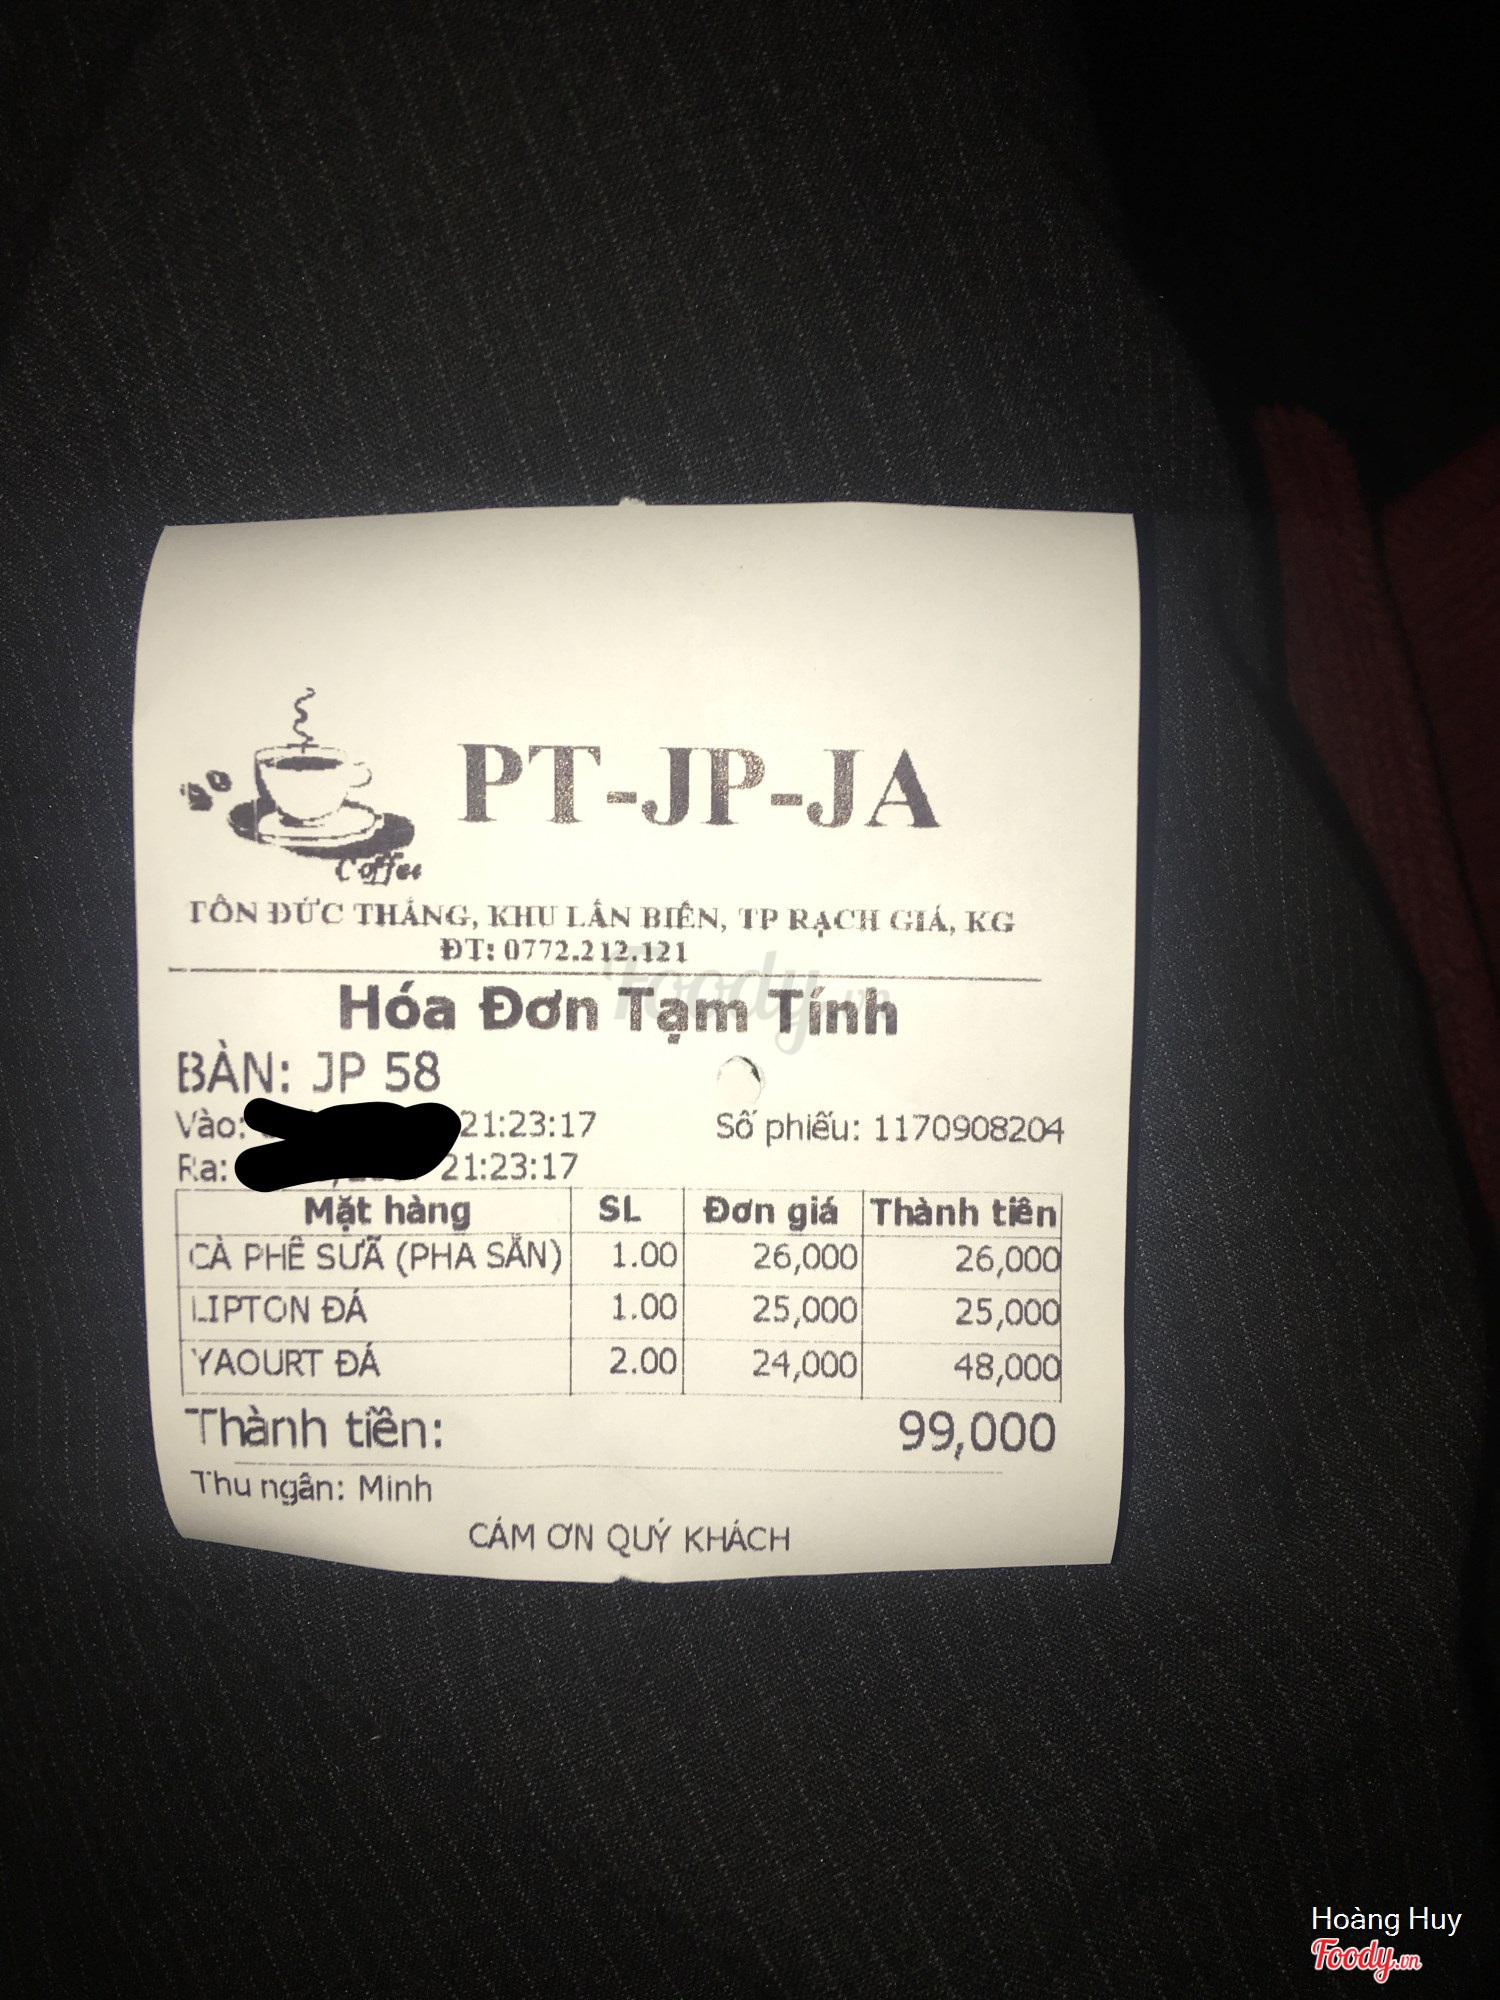 Coffee
PT-JP-JA
TÔN ĐỨC THẮNG, KHU LẤN BIỂN, TP RẠCH GIÁ, KG
ĐT: 0772.212.121
Hóa Đơn Tạm Tính
Foody.vn
BÀN: JP 58
Vào: 21:23:17 Số phiếu: 1170908204
Ra: 21:23:17
Mặt hàng SL Đơn giá Thành tiền
CÀ PHÊ SỮA (PHA SẴN) 1.00 26,000 26,000
LIPTON ĐÁ 1.00 25,000 25,000
YAOURT ĐÁ 2.00 24,000 48,000
Thành tiền: 99,000
Thu ngân: Minh
CÁM ƠN QUÝ KHÁCH
Hoàng Huy
Foody.vn